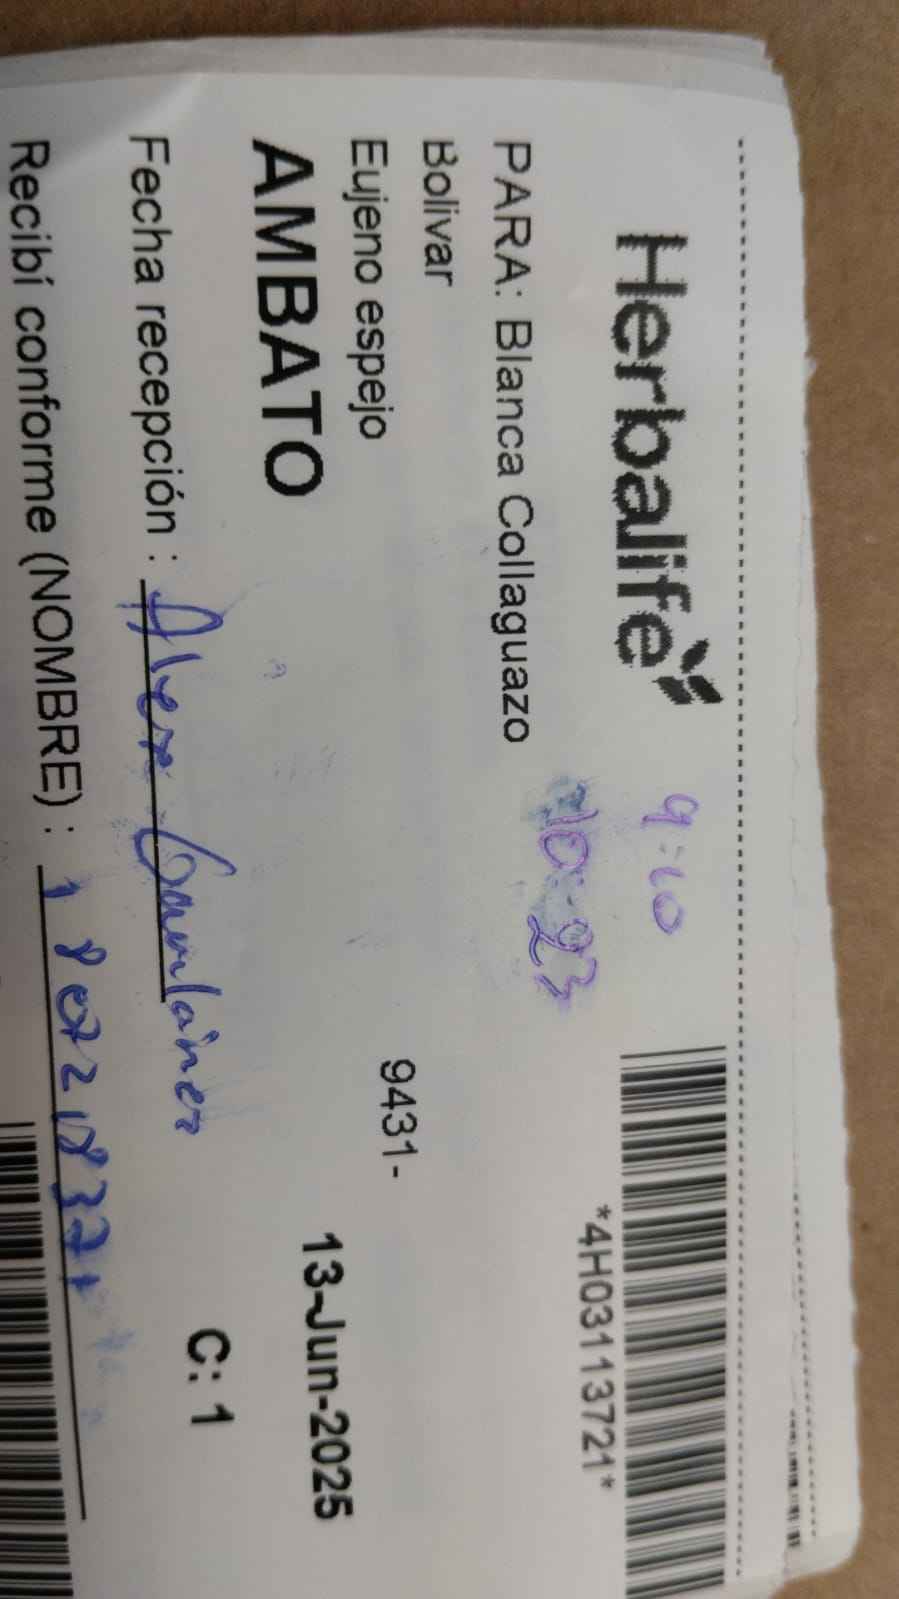 Herbalife
9:10
*4H03113721*
PARA: Blanca Collaguazo
10:23
Bolivar
Eujeno espejo
9431-
AMBATO
13-Jun-2025
Fecha recepción : Alex
C: 1
Recibí conforme (NOMBRE) :